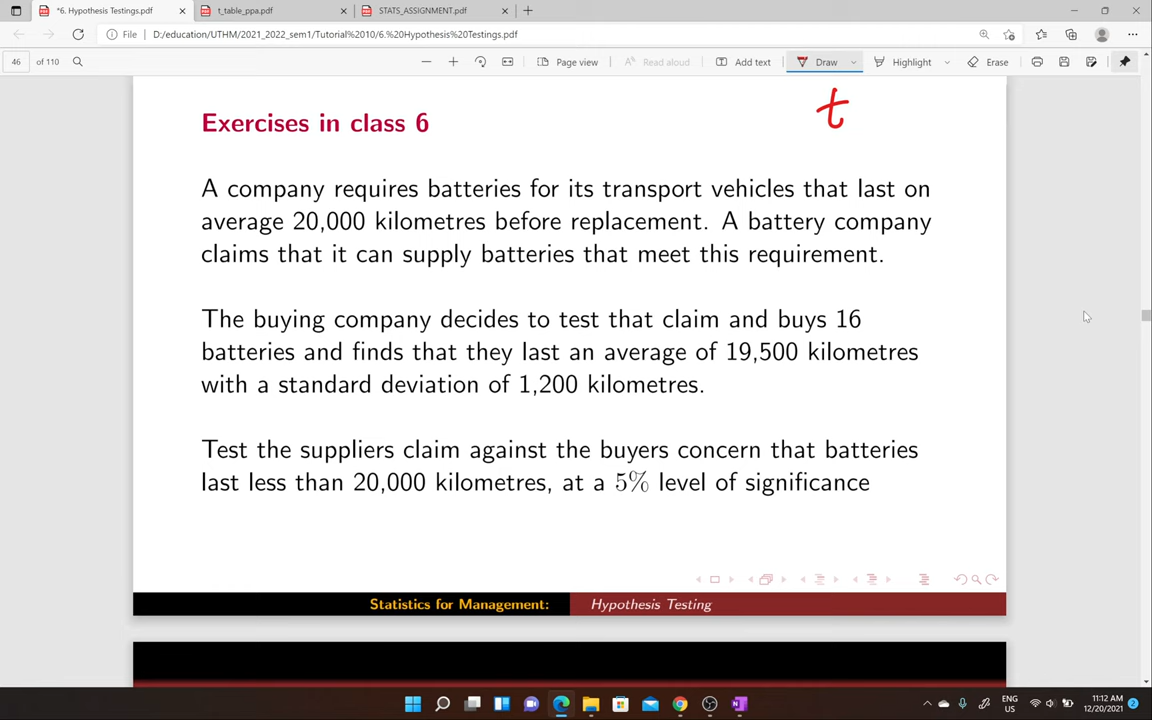 *6. Hypothesis Testings.pdf
t_table_ppa.pdf
STATS_ASSIGNMENT.pdf
File
D:/education/UTHM/2021_2022_sem1/Tutorial%2010/6.%20Hypothesis%20Testings.pdf
46 of 110
Page view
Read aloud
Add text
Draw
Highlight
Erase
t
Exercises in class 6
A company requires batteries for its transport vehicles that last on
average 20,000 kilometres before replacement. A battery company
claims that it can supply batteries that meet this requirement.
The buying company decides to test that claim and buys 16
batteries and finds that they last an average of 19,500 kilometres
with a standard deviation of 1,200 kilometres.
Test the suppliers claim against the buyers concern that batteries
last less than 20,000 kilometres, at a 5% level of significance
Statistics for Management:
Hypothesis Testing
ENG
US
11:12 AM
12/20/2021
2